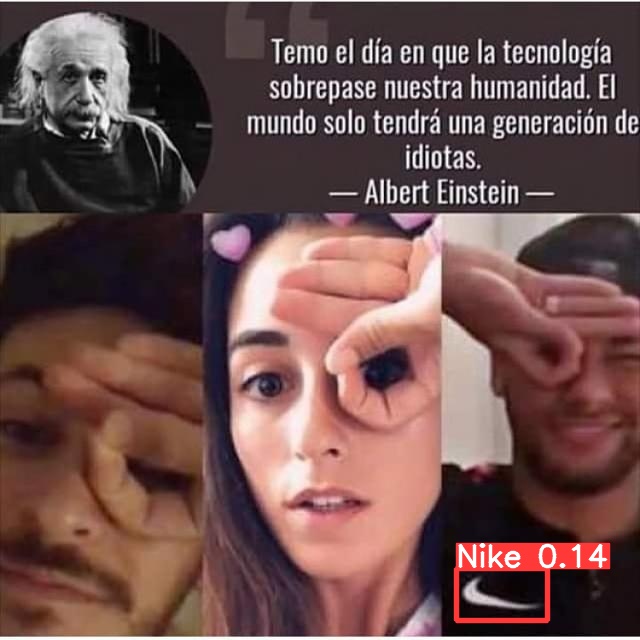 Temo el día en que la tecnología
sobrepase nuestra humanidad. El
mundo solo tendrá una generación de
idiotas.
— Albert Einstein —
Nike 0.14